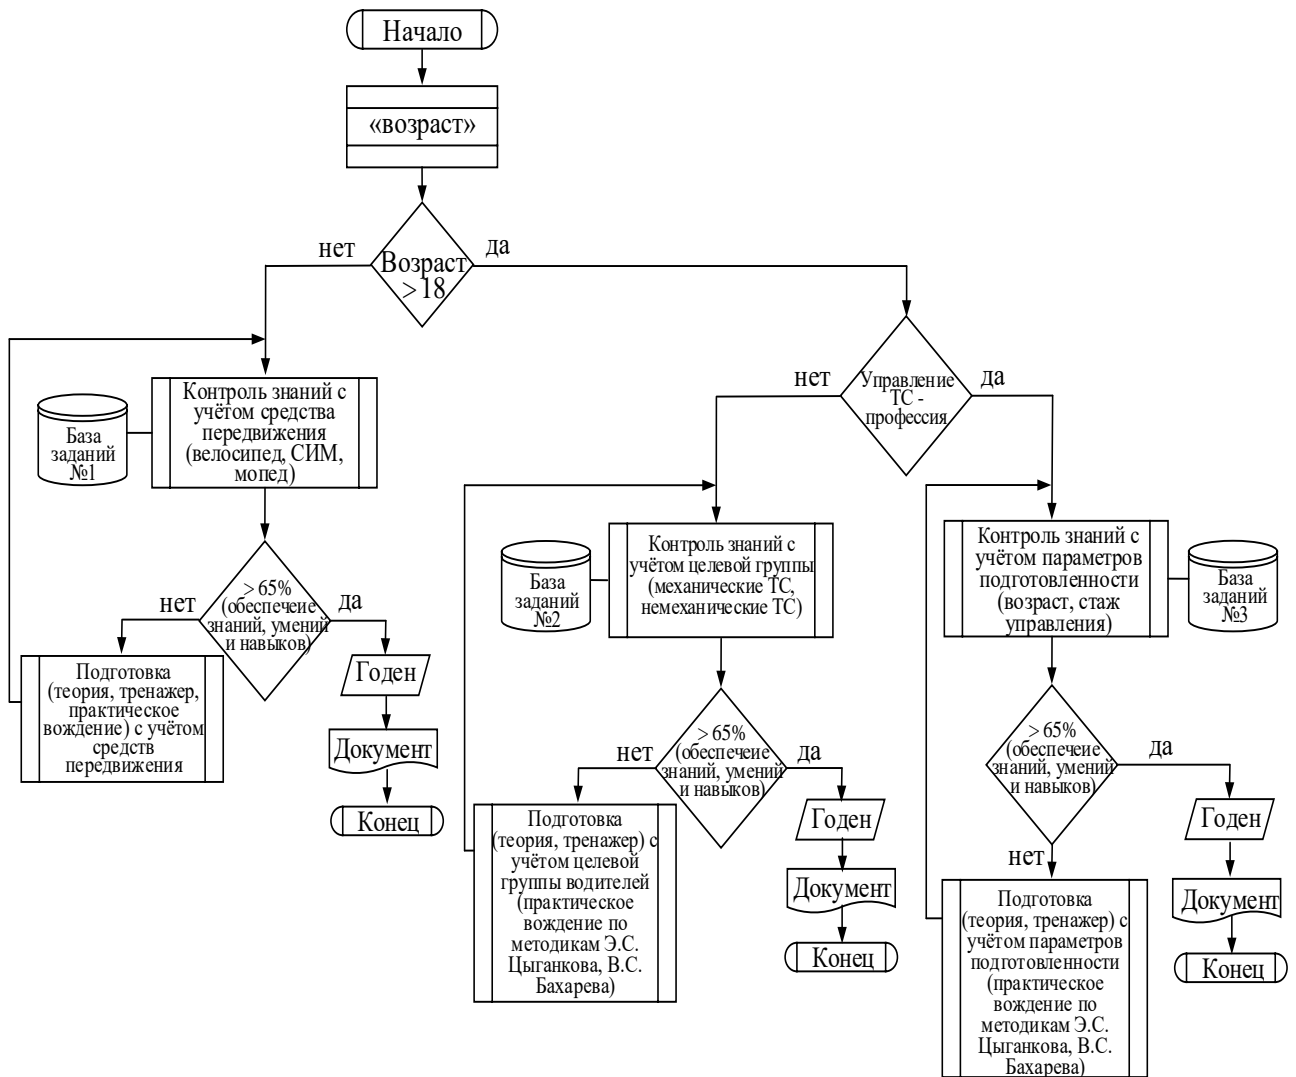 Начало
«возраст»
нет
да
Возраст
> 18
нет
да
Управление
ТС -
профессия
База
заданий
№1
Контроль знаний с
учётом средства
передвижения
(велосипед, СИМ,
мопед)
База
заданий
№2
Контроль знаний с
учётом целевой группы
(механические ТС,
немеханические ТС)
Контроль знаний с
учётом параметров
подготовленности
(возраст, стаж
управления)
База
заданий
№3
нет
> 65%
(обеспечеие
знаний, умений
и навыков)
да
Подготовка
(теория, тренажер,
практическое
вождение) с учётом
средств
передвижения
Годен
Документ
Конец
нет
> 65%
(обеспечеие
знаний, умений
и навыков)
да
Подготовка
(теория, тренажер) с
учётом целевой
группы водителей
(практическое
вождение по
методикам Э.С.
Цыганкова, В.С.
Бахарева)
Годен
Документ
Конец
> 65%
(обеспечеие
знаний, умений
и навыков)
да
нет
Подготовка
(теория, тренажер) с
учётом параметров
подготовленности
(практическое
вождение по
методикам Э.С.
Цыганкова, В.С.
Бахарева)
Годен
Документ
Конец